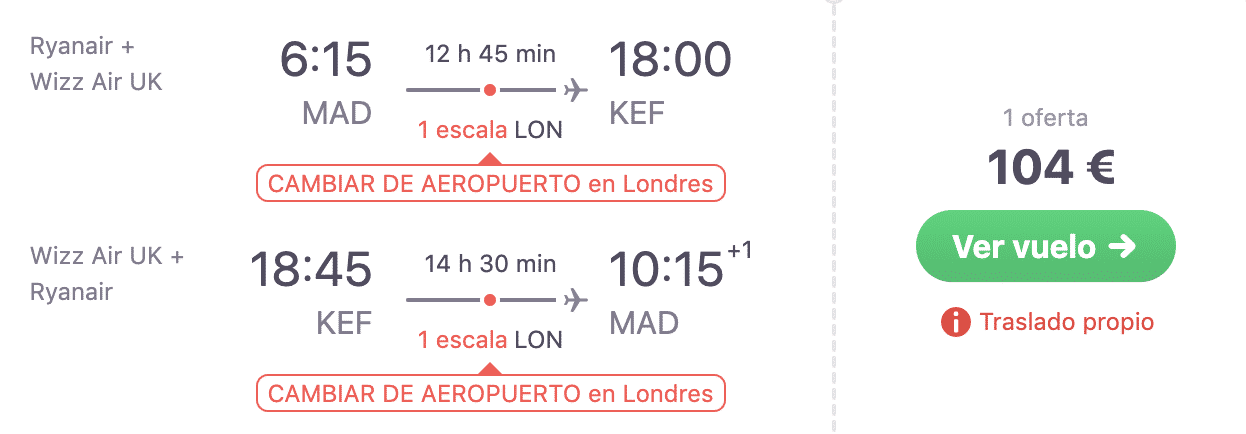 Ryanair +
Wizz Air UK
6:15
MAD
12 h 45 min
1 escala LON
18:00
KEF
CAMBIAR DE AEROPUERTO en Londres
Wizz Air UK +
Ryanair
18:45
KEF
14 h 30 min
1 escala LON
10:15 +1
MAD
CAMBIAR DE AEROPUERTO en Londres
1 oferta
104 €
Ver vuelo
Traslado propio